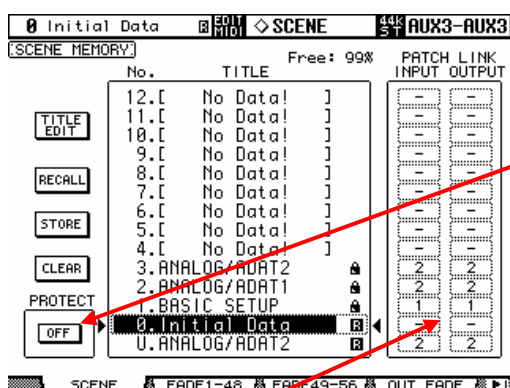 0 Initial Data R EDIT MIDI ◇SCENE 44k ST AUX3-AUX3
SCENE MEMORY
Free: 99%
PATCH LINK
No. TITLE INPUT OUTPUT
12.[ No Data! ] - -
TITLE EDIT
11.[ No Data! ] - -
10.[ No Data! ] - -
9.[ No Data! ] - -
RECALL
8.[ No Data! ] - -
7.[ No Data! ] - -
6.[ No Data! ] - -
STORE
5.[ No Data! ] - -
4.[ No Data! ] - -
CLEAR
3.ANALOG/ADAT2 2 2
2.ANALOG/ADAT1 2 2
PROTECT
1.BASIC SETUP 1 1
OFF
0.Initial Data R - -
U.ANALOG/ADAT2 R 2 2
SCENE FADE1-48 FADE49-56 OUT FADE